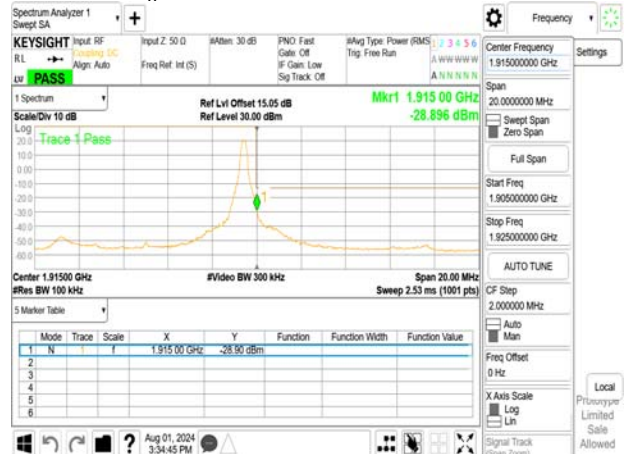 Spectrum Analyzer 1
Swept SA
+
Frequency
KEYSIGHT
Input: RF
Coupling: DC
Align: Auto
Input Z: 50 Ω
Freq Ref: Int (S)
#Atten: 30 dB
PNO: Fast
Gate: Off
IF Gain: Low
Sig Track: Off
#Avg Type: Power (RMS
Trig: Free Run
1 2 3 4 5 6
A W W W W W
A N N N N N
RL
PASS
Center Frequency
1.915000000 GHz
Settings
Span
20.0000000 MHz
Swept Span
Zero Span
Full Span
Start Freq
1.905000000 GHz
Stop Freq
1.925000000 GHz
AUTO TUNE
CF Step
2.000000 MHz
Auto
Man
Freq Offset
0 Hz
X Axis Scale
Log
Lin
Local
Prototype
Limited
Sale
Allowed
Signal Track
(Span Zoom)
1 Spectrum
Scale/Div 10 dB
Ref Lvl Offset 15.05 dB
Ref Level 30.00 dBm
Mkr1 1.915 00 GHz
-28.896 dBm
Log
Trace 1 Pass
20.0
10.0
0.00
-10.0
-20.0
-30.0
-40.0
-50.0
-60.0
1
Center 1.91500 GHz
#Res BW 100 kHz
#Video BW 300 kHz
Span 20.00 MHz
Sweep 2.53 ms (1001 pts)
5 Marker Table
Mode Trace Scale X Y Function Function Width Function Value
1 N 1 f 1.915 00 GHz -28.90 dBm
2
3
4
5
6
?
Aug 01, 2024
3:34:45 PM